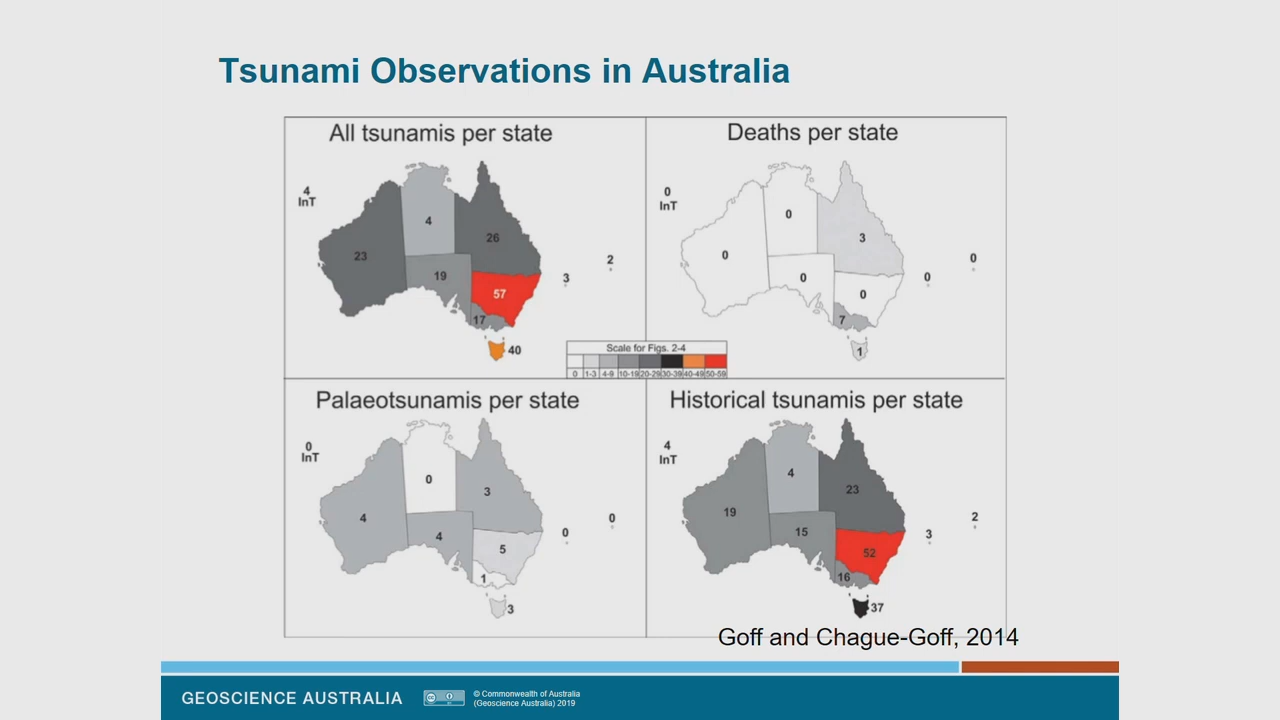 Tsunami Observations in Australia
All tsunamis per state
4
InT
23
4
26
19
57
17
40
3
2
Deaths per state
0
InT
0
0
3
0
0
7
1
0
0
Scale for Figs. 2-4
0 1-3 4-9 10-19 20-29 30-39 40-49 50-59
Palaeotsunamis per state
0
InT
4
0
3
4
5
1
3
0
0
Historical tsunamis per state
4
InT
19
4
23
15
52
16
37
3
2
Goff and Chague-Goff, 2014
GEOSCIENCE AUSTRALIA
© Commonwealth of Australia
(Geoscience Australia) 2019